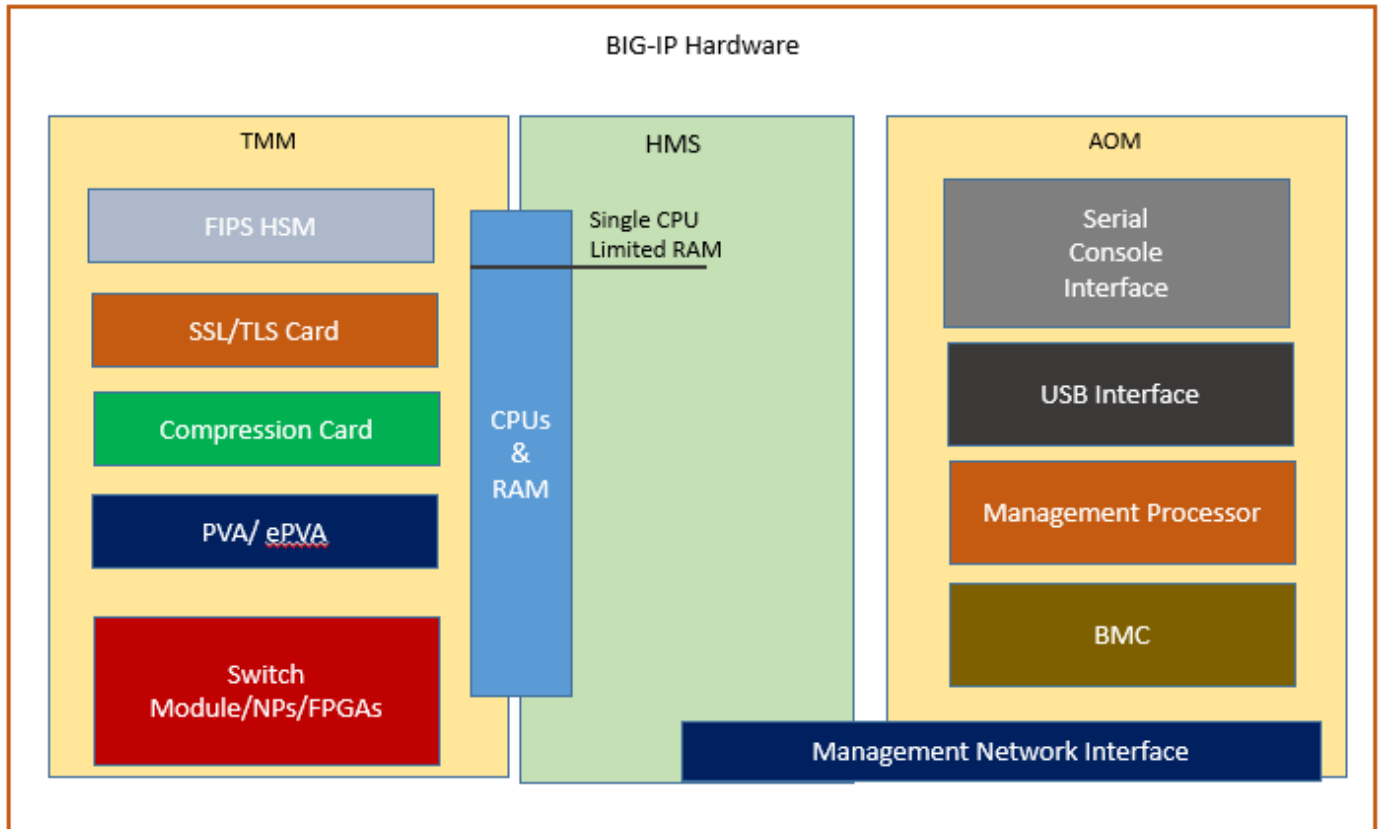 BIG-IP Hardware
TMM
FIPS HSM
SSL/TLS Card
Compression Card
PVA/ ePVA
Switch
Module/NPs/FPGAs
CPUs
&
RAM
HMS
Single CPU
Limited RAM
AOM
Serial
Console
Interface
USB Interface
Management Processor
BMC
Management Network Interface